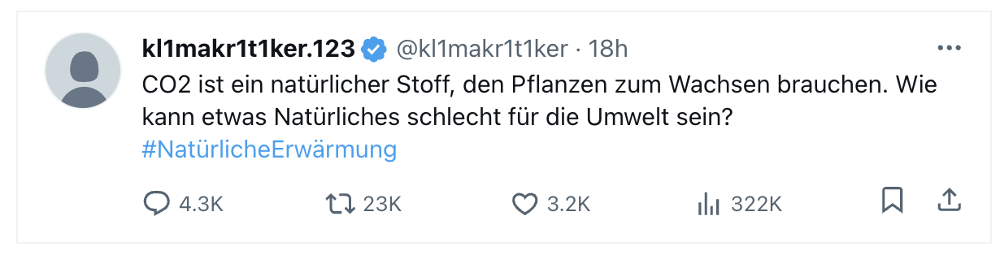 kl1makr1t1ker.123 @kl1makr1t1ker · 18h
CO2 ist ein natürlicher Stoff, den Pflanzen zum Wachsen brauchen. Wie
kann etwas Natürliches schlecht für die Umwelt sein?
#NatürlicheErwärmung
4.3K 23K 3.2K 322K